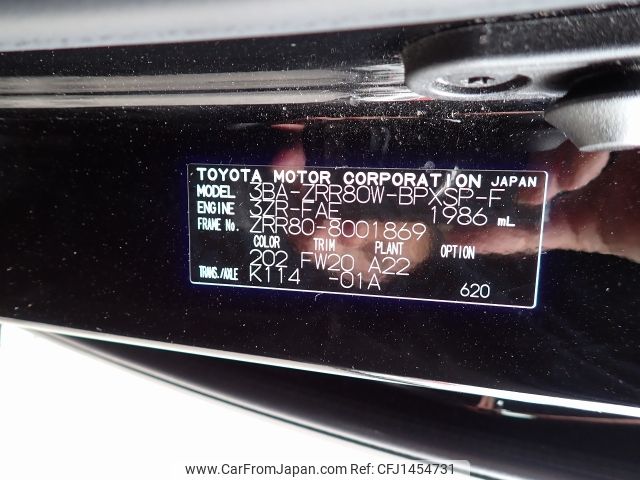 TOYOTA MOTOR CORPORATION JAPAN
MODEL 3BA-ZRR80W-BPXSP-F
ENGINE 3ZR-FAE 1986 mL
FRAME No. ZRR80-8001869
COLOR TRIM PLANT OPTION
202 FW20 A22
TRANS./AXLE K114 -01A 620
www.CarFromJapan.com CFJ1454731